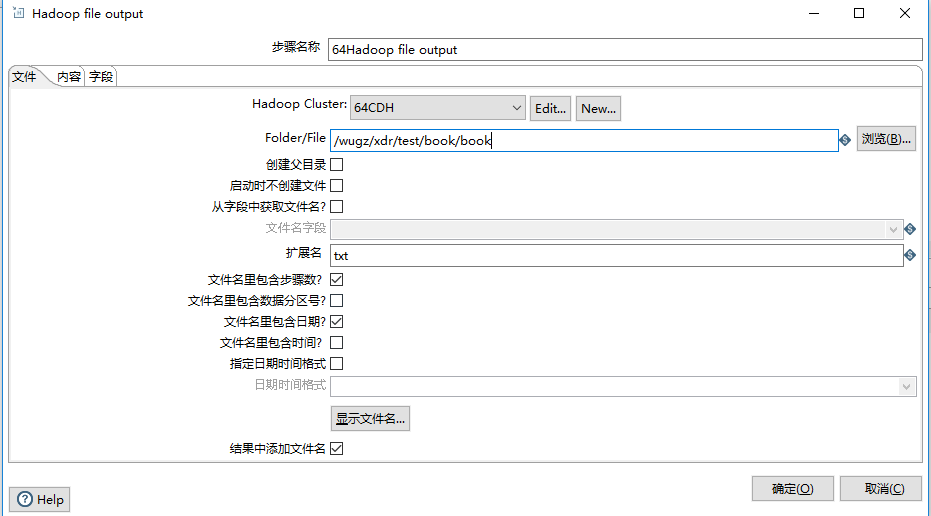 Hadoop file output
步骤名称 64Hadoop file output
文件 内容 字段
Hadoop Cluster: 64CDH Edit... New...
Folder/File /wugz/xdr/test/book/book 浏览(B)...
创建父目录
启动时不创建文件
从字段中获取文件名?
文件名字段
扩展名 txt
文件名里包含步骤数?
文件名里包含数据分区号?
文件名里包含日期?
文件名里包含时间?
指定日期时间格式
日期时间格式
显示文件名...
结果中添加文件名
确定(O) 取消(C)
Help